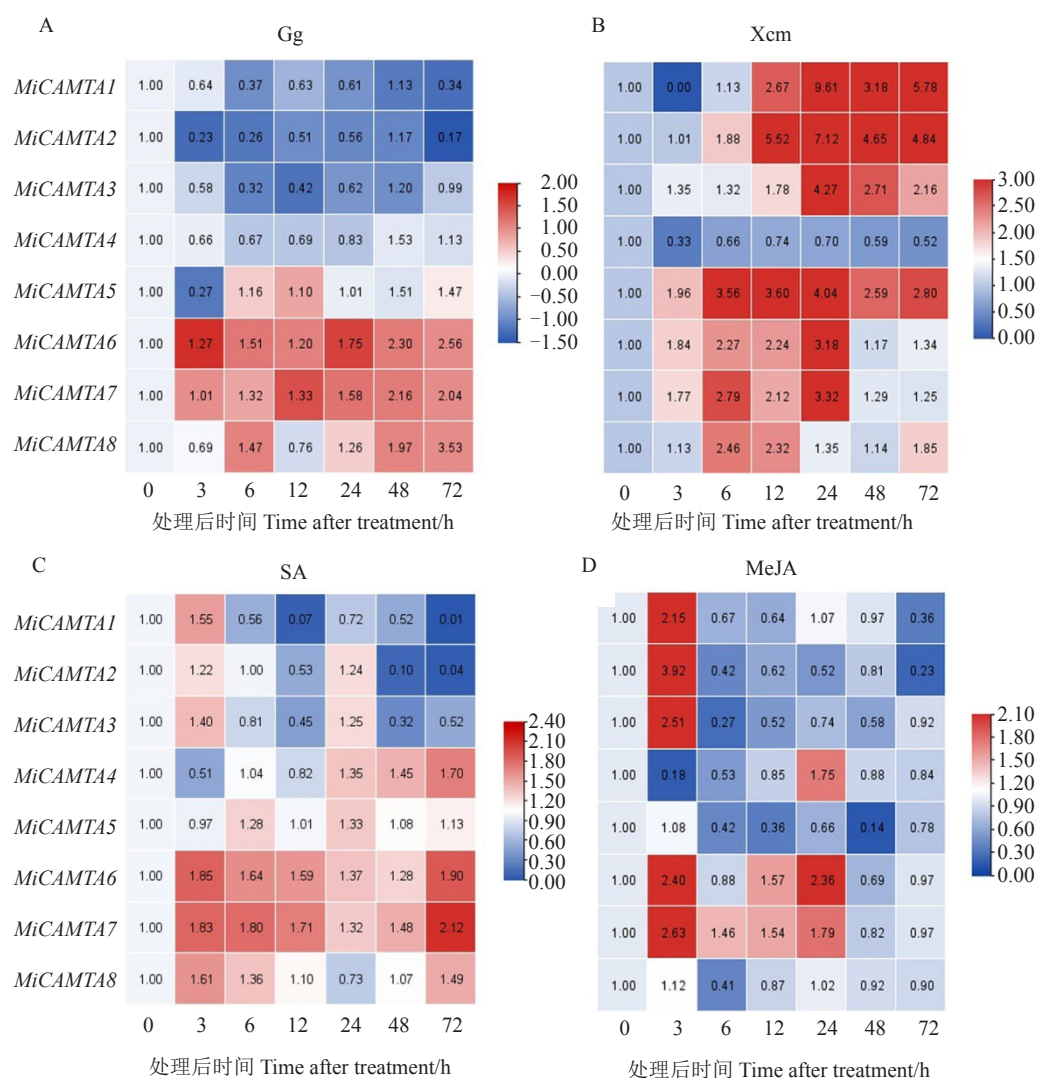 A
Gg
MiCAMTA1 1.00 0.64 0.37 0.63 0.61 1.13 0.34
MiCAMTA2 1.00 0.23 0.26 0.51 0.56 1.17 0.17
MiCAMTA3 1.00 0.58 0.32 0.42 0.62 1.20 0.99
MiCAMTA4 1.00 0.66 0.67 0.69 0.83 1.53 1.13
MiCAMTA5 1.00 0.27 1.16 1.10 1.01 1.51 1.47
MiCAMTA6 1.00 1.27 1.51 1.20 1.75 2.30 2.56
MiCAMTA7 1.00 1.01 1.32 1.33 1.58 2.16 2.04
MiCAMTA8 1.00 0.69 1.47 0.76 1.26 1.97 3.53
0 3 6 12 24 48 72
处理后时间 Time after treatment/h
2.00
1.50
1.00
0.50
0.00
−0.50
−1.00
−1.50
B
Xcm
1.00 0.00 1.13 2.67 9.61 3.18 5.78
1.00 1.01 1.88 5.52 7.12 4.65 4.84
1.00 1.35 1.32 1.78 4.27 2.71 2.16
1.00 0.33 0.66 0.74 0.70 0.59 0.52
1.00 1.96 3.56 3.60 4.04 2.59 2.80
1.00 1.84 2.27 2.24 3.18 1.17 1.34
1.00 1.77 2.79 2.12 3.32 1.29 1.25
1.00 1.13 2.46 2.32 1.35 1.14 1.85
0 3 6 12 24 48 72
处理后时间 Time after treatment/h
3.00
2.50
2.00
1.50
1.00
0.50
0.00
C
SA
MiCAMTA1 1.00 1.55 0.56 0.07 0.72 0.52 0.01
MiCAMTA2 1.00 1.22 1.00 0.53 1.24 0.10 0.04
MiCAMTA3 1.00 1.40 0.81 0.45 1.25 0.32 0.52
MiCAMTA4 1.00 0.51 1.04 0.82 1.35 1.45 1.70
MiCAMTA5 1.00 0.97 1.28 1.01 1.33 1.08 1.13
MiCAMTA6 1.00 1.85 1.64 1.59 1.37 1.28 1.90
MiCAMTA7 1.00 1.83 1.80 1.71 1.32 1.48 2.12
MiCAMTA8 1.00 1.61 1.36 1.10 0.73 1.07 1.49
0 3 6 12 24 48 72
处理后时间 Time after treatment/h
2.40
2.10
1.80
1.50
1.20
0.90
0.60
0.30
0.00
D
MeJA
1.00 2.15 0.67 0.64 1.07 0.97 0.36
1.00 3.92 0.42 0.62 0.52 0.81 0.23
1.00 2.51 0.27 0.52 0.74 0.58 0.92
1.00 0.18 0.53 0.85 1.75 0.88 0.84
1.00 1.08 0.42 0.36 0.66 0.14 0.78
1.00 2.40 0.88 1.57 2.36 0.69 0.97
1.00 2.63 1.46 1.54 1.79 0.82 0.97
1.00 1.12 0.41 0.87 1.02 0.92 0.90
0 3 6 12 24 48 72
处理后时间 Time after treatment/h
2.10
1.80
1.50
1.20
0.90
0.60
0.30
0.00